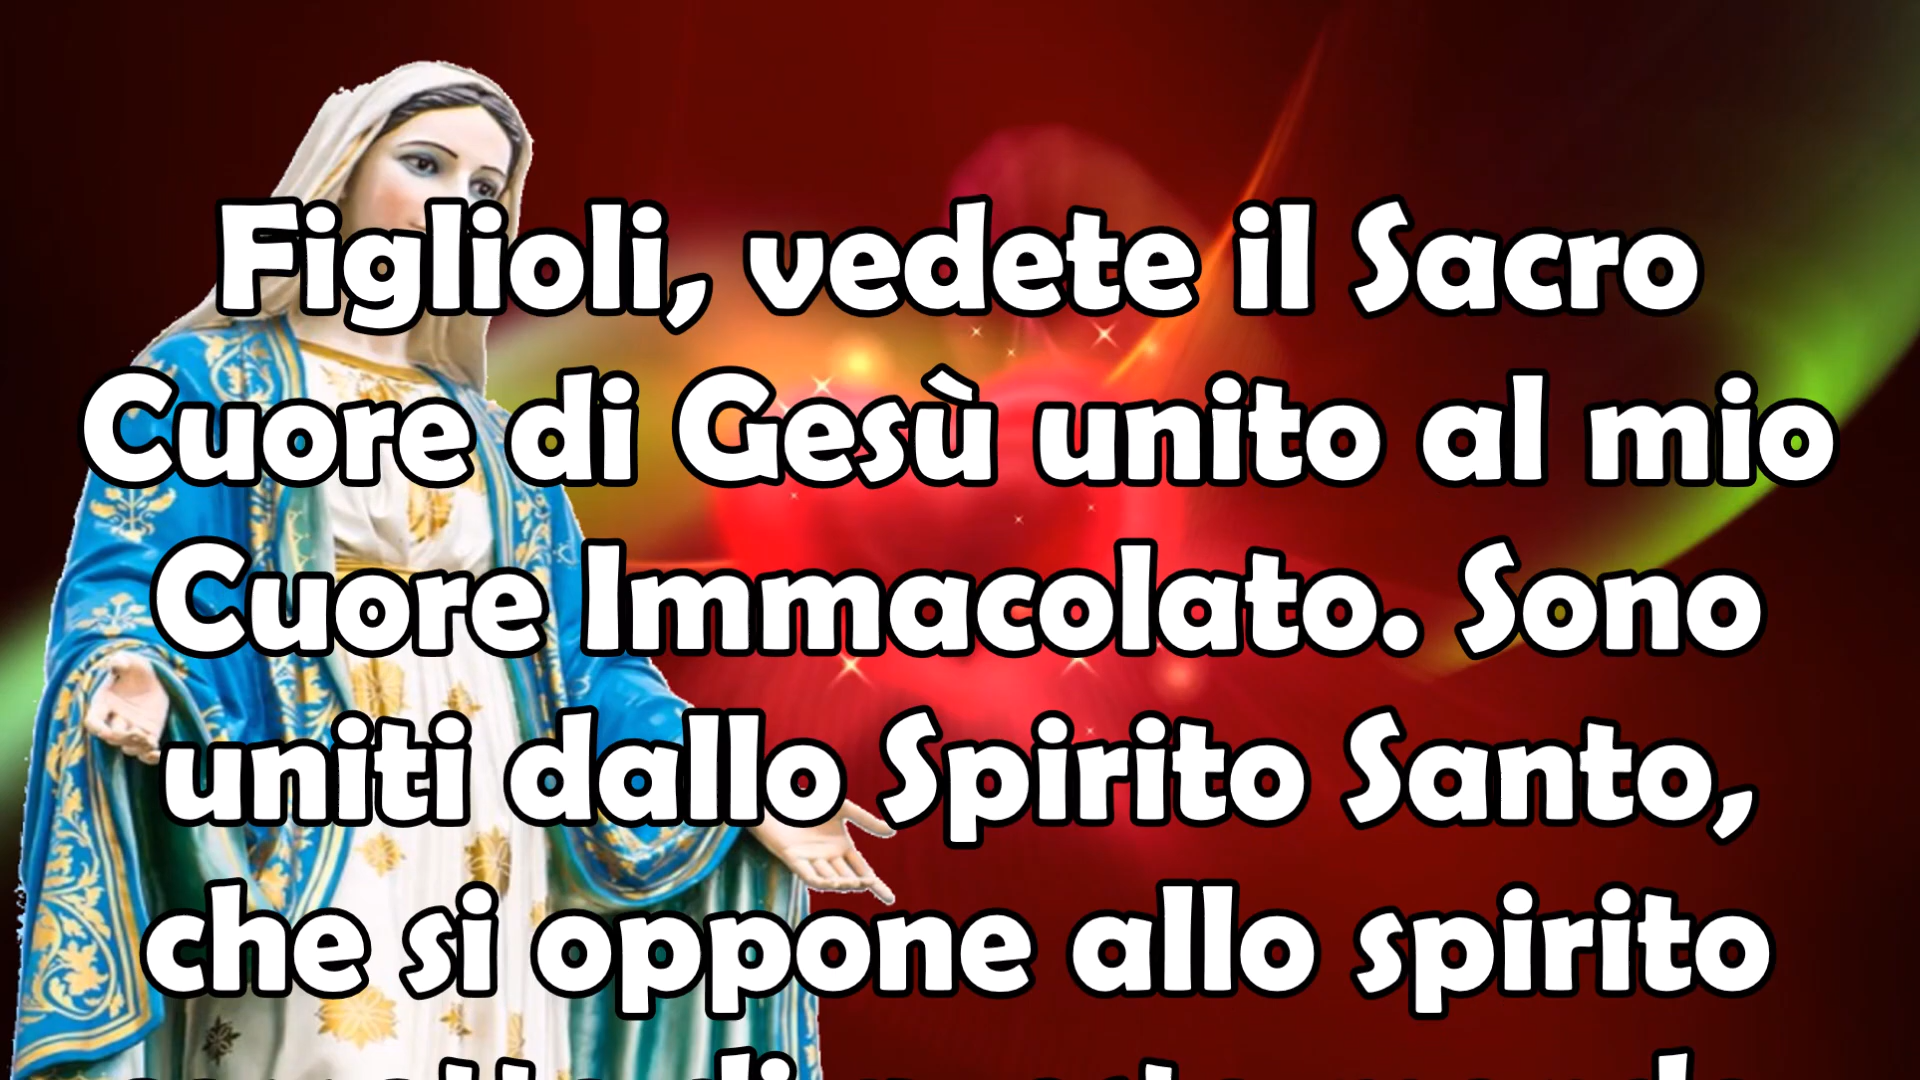 Figlioli, vedete il Sacro
Cuore di Gesù unito al mio
Cuore Immacolato. Sono
uniti dallo Spirito Santo,
che si oppone allo spirito